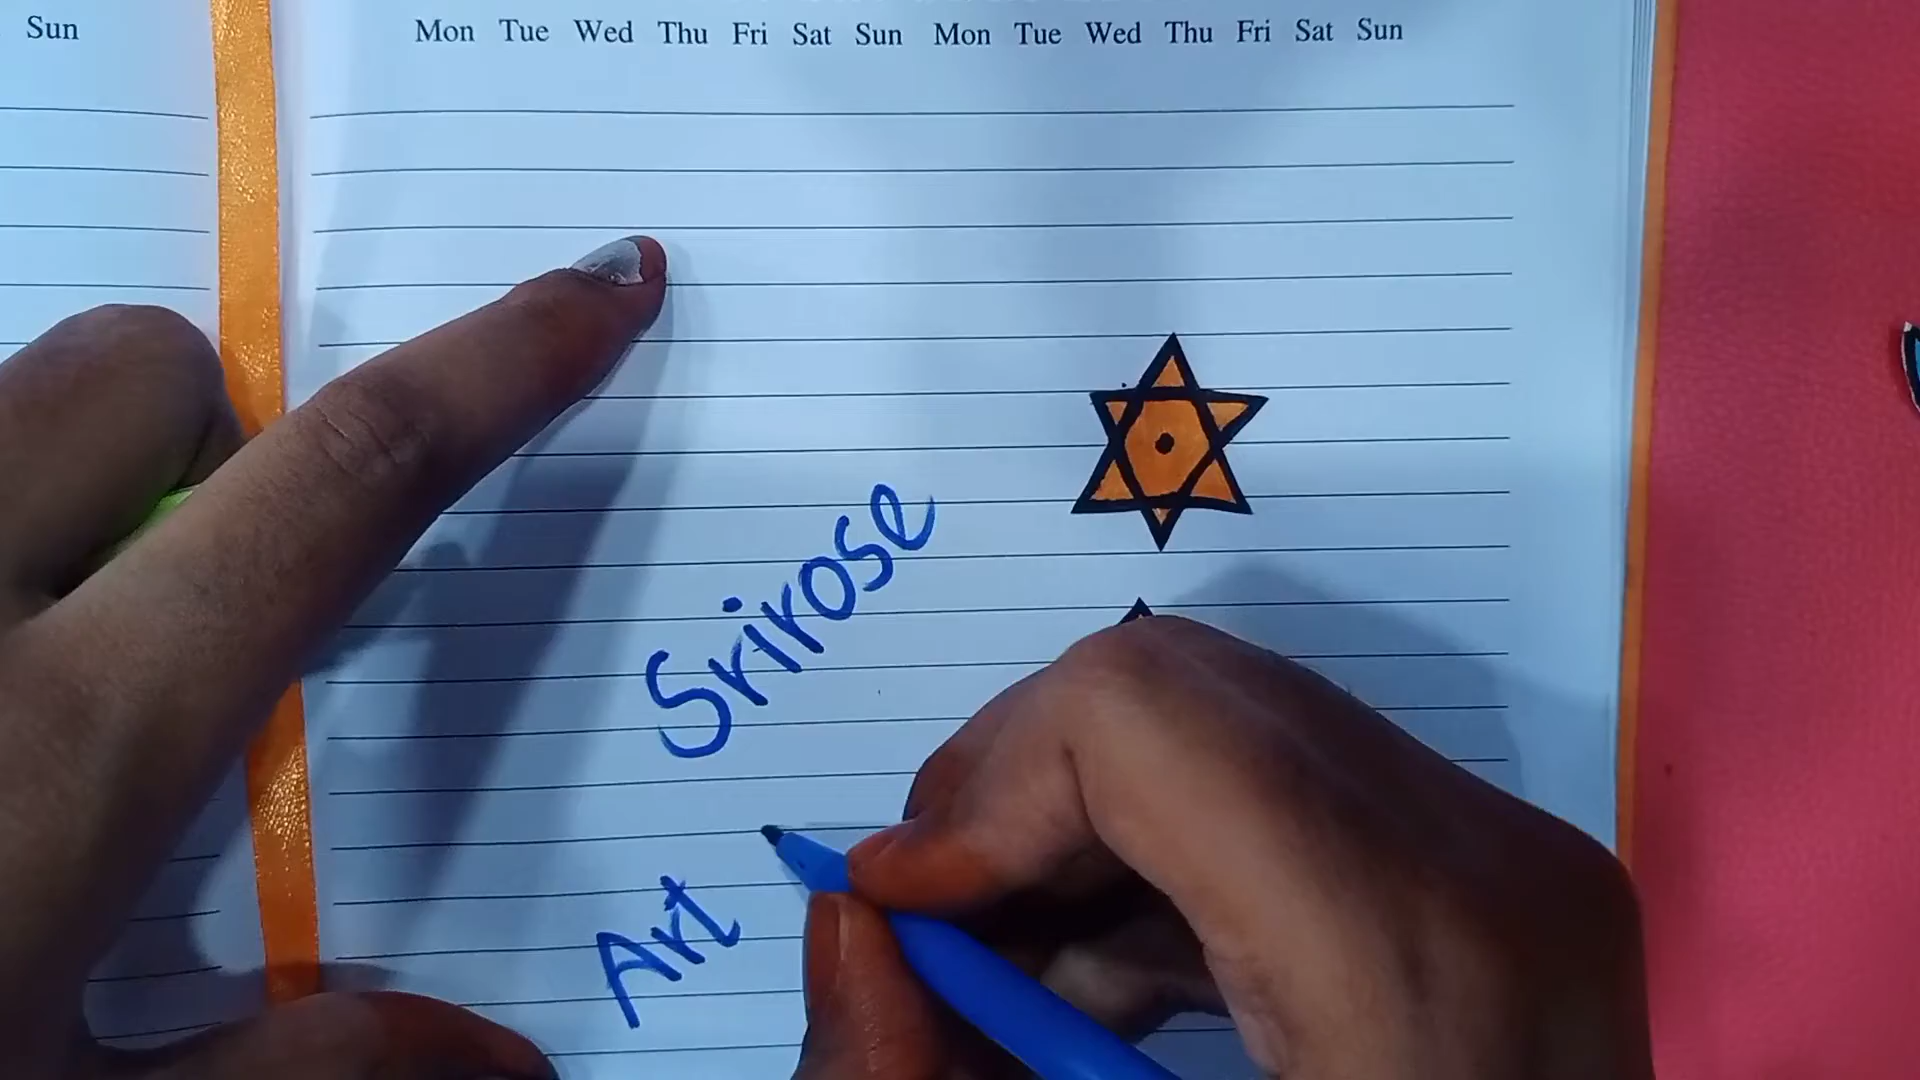 Sun
Mon Tue Wed Thu Fri Sat Sun Mon Tue Wed Thu Fri Sat Sun
Srirose
Art